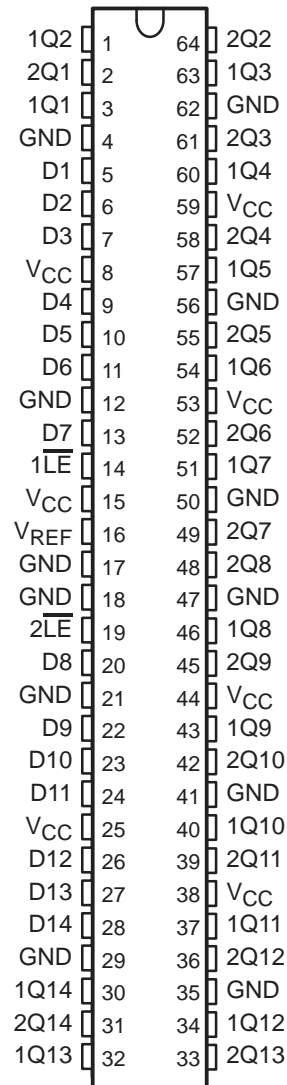 1Q2 1 64 2Q2
2Q1 2 63 1Q3
1Q1 3 62 GND
GND 4 61 2Q3
D1 5 60 1Q4
D2 6 59 VCC
D3 7 58 2Q4
VCC 8 57 1Q5
D4 9 56 GND
D5 10 55 2Q5
D6 11 54 1Q6
GND 12 53 VCC
D7 13 52 2Q6
1L̅E̅ 14 51 1Q7
VCC 15 50 GND
VREF 16 49 2Q7
GND 17 48 2Q8
GND 18 47 GND
2L̅E̅ 19 46 1Q8
D8 20 45 2Q9
GND 21 44 VCC
D9 22 43 1Q9
D10 23 42 2Q10
D11 24 41 GND
VCC 25 40 1Q10
D12 26 39 2Q11
D13 27 38 VCC
D14 28 37 1Q11
GND 29 36 2Q12
1Q14 30 35 GND
2Q14 31 34 1Q12
1Q13 32 33 2Q13